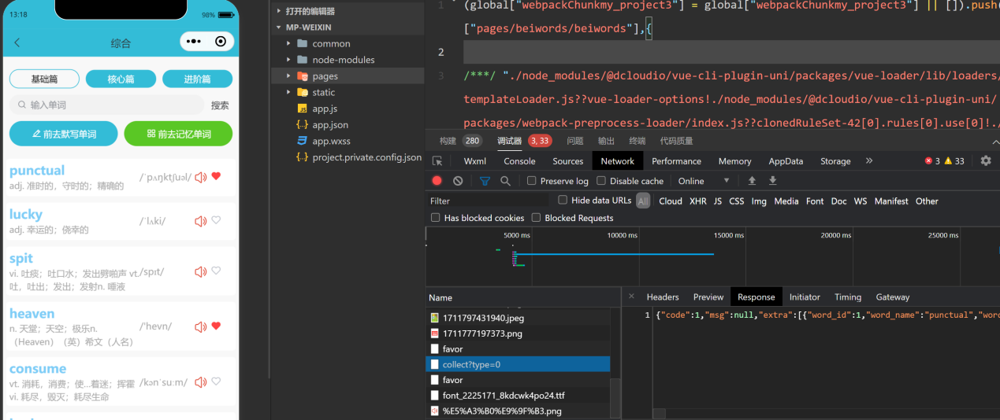 13:18
98%
综合
基础篇
核心篇
进阶篇
输入单词
搜索
前去默写单词
前去记忆单词
punctual
adj. 准时的，守时的；精确的
/ˈpʌŋktʃuəl/
lucky
adj. 幸运的；侥幸的
/ˈlʌki/
spit
vi. 吐痰；吐口水；发出劈啪声 vt.
吐，吐出；发出；发射n. 唾液
/spɪt/
heaven
n. 天堂；天空；极乐n.
（Heaven）（英）希文（人名）
/ˈhevn/
consume
vt. 消耗，消费；使...着迷；挥霍
vi. 耗尽，毁灭；耗尽生命
/kənˈsuːm/
打开的编辑器
MP-WEIXIN
common
node-modules
pages
static
app.js
app.json
app.wxss
project.private.config.json
1
(global["webpackChunkmy_project3"] = global["webpackChunkmy_project3"] || []).push(
["pages/beiwords/beiwords"],{
2
3
/***/ "./node_modules/@dcloudio/vue-cli-plugin-uni/packages/vue-loader/lib/loaders/
templateLoader.js??vue-loader-options!./node_modules/@dcloudio/vue-cli-plugin-uni/
packages/webpack-preprocess-loader/index.js??clonedRuleSet-42[0].rules[0].use[0]!./
构建 280 调试器 3, 33 问题 输出 终端 代码质量
Wxml Console Sources Network Performance Memory AppData Storage » 3 33
Preserve log Disable cache Online
Filter Hide data URLs All Cloud XHR JS CSS Img Media Font Doc WS Manifest Other
Has blocked cookies Blocked Requests
5000 ms 10000 ms 15000 ms 20000 ms 25000 ms
Name
1711797431940.jpeg
1711777197373.png
favor
collect?type=0
favor
font_2225171_8kdcwk4po24.ttf
%E5%A3%B0%E9%9F%B3.png
Headers Preview Response Initiator Timing Gateway
1 {"code":1,"msg":null,"extra":[{"word_id":1,"word_name":"punctual","wor